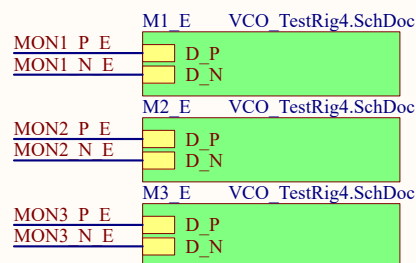 M1_E VCO_TestRig4.SchDoc
MON1_P_E
D_P
MON1_N_E
D_N
M2_E VCO_TestRig4.SchDoc
MON2_P_E
D_P
MON2_N_E
D_N
M3_E VCO_TestRig4.SchDoc
MON3_P_E
D_P
MON3_N_E
D_N